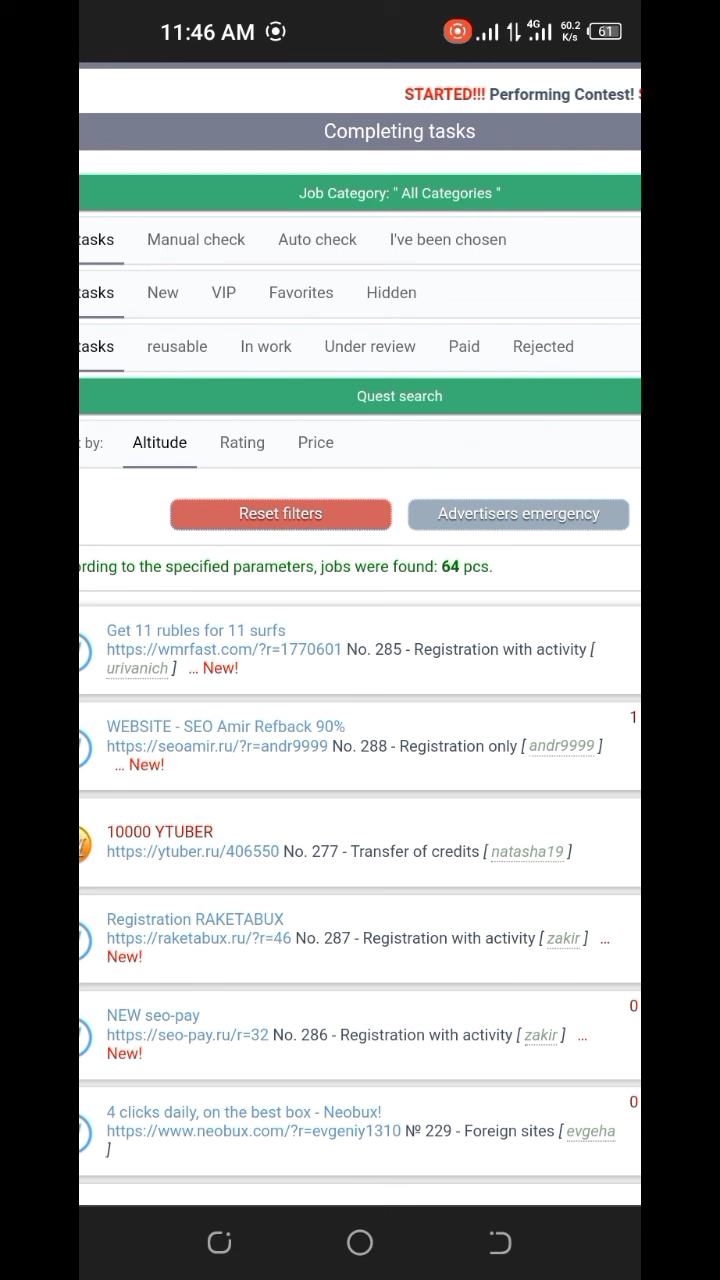 11:46 AM
4G 60.2 K/s 61
STARTED!!! Performing Contest!
Completing tasks
Job Category: " All Categories "
tasks Manual check Auto check I've been chosen
tasks New VIP Favorites Hidden
tasks reusable In work Under review Paid Rejected
Quest search
by: Altitude Rating Price
Reset filters Advertisers emergency
rding to the specified parameters, jobs were found: 64 pcs.
Get 11 rubles for 11 surfs
https://wmrfast.com/?r=1770601 No. 285 - Registration with activity [
urivanich ] ... New!
1
WEBSITE - SEO Amir Refback 90%
https://seoamir.ru/?r=andr9999 No. 288 - Registration only [ andr9999 ]
... New!
10000 YTUBER
https://ytuber.ru/406550 No. 277 - Transfer of credits [ natasha19 ]
Registration RAKETABUX
https://raketabux.ru/?r=46 No. 287 - Registration with activity [ zakir ] ...
New!
0
NEW seo-pay
https://seo-pay.ru/r=32 No. 286 - Registration with activity [ zakir ] ...
New!
0
4 clicks daily, on the best box - Neobux!
https://www.neobux.com/?r=evgeniy1310 № 229 - Foreign sites [ evgeha
]